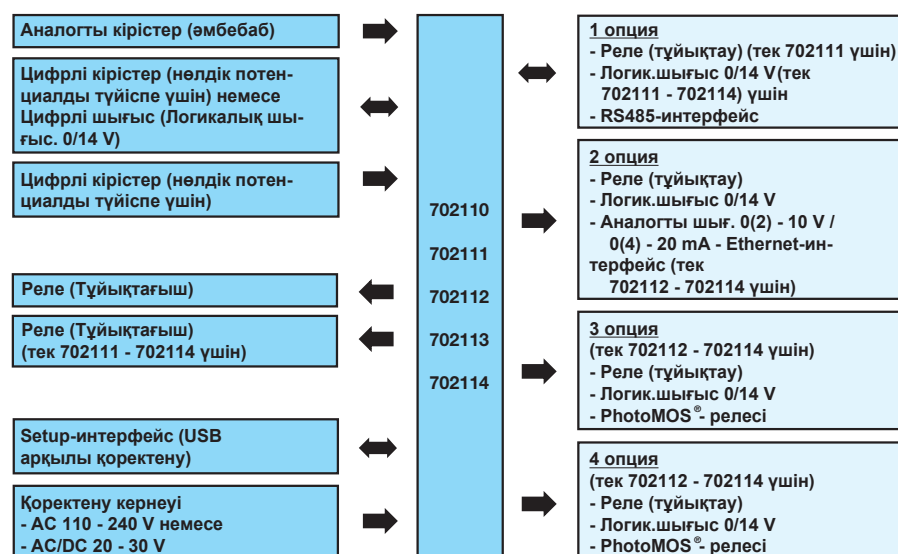 Аналогты кірістер (әмбебаб)
Цифрлі кірістер (нөлдік потен-
циалды түйіспе үшін) немесе
Цифрлі шығыс (Логикалық шы-
ғыс. 0/14 V)
Цифрлі кірістер (нөлдік потен-
циалды түйіспе үшін)
Реле (Тұйықтағыш)
Реле (Тұйықтағыш)
(тек 702111 - 702114 үшін)
Setup-интерфейс (USB
арқылы қоректену)
Қоректену кернеуі
- AC 110 - 240 V немесе
- AC/DC 20 - 30 V
702110
702111
702112
702113
702114
1 опция
- Реле (тұйықтау) (тек 702111 үшін)
- Логик.шығыс 0/14 V(тек
702111 - 702114) үшін
- RS485-интерфейс
2 опция
- Реле (тұйықтау)
- Логик.шығыс 0/14 V
- Аналогты шығ. 0(2) - 10 V /
0(4) - 20 mA - Ethernet-ин-
терфейс (тек
702112 - 702114 үшін)
3 опция
(тек 702112 - 702114 үшін)
- Реле (тұйықтау)
- Логик.шығыс 0/14 V
- PhotoMOS®- релесі
4 опция
(тек 702112 - 702114 үшін)
- Реле (тұйықтау)
- Логик.шығыс 0/14 V
- PhotoMOS®- релесі